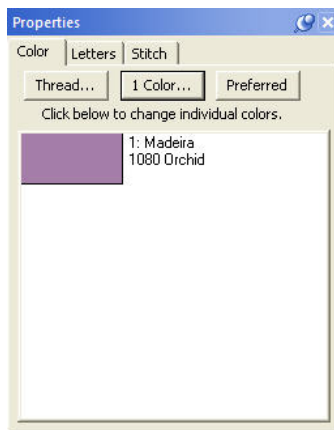 Properties
Color Letters Stitch
Thread... 1 Color... Preferred
Click below to change individual colors.
1: Madeira
1080 Orchid